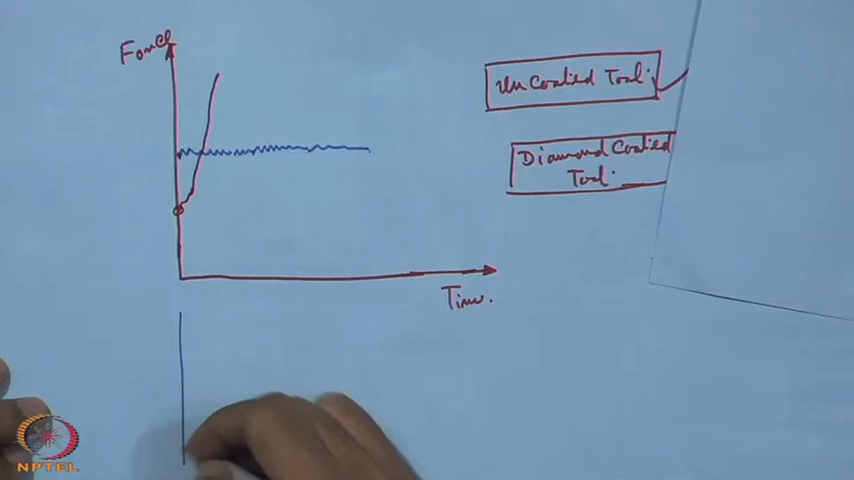 Force
Un Coated Tool.
Diamond Coated
Tool.
Time.
NPTEL